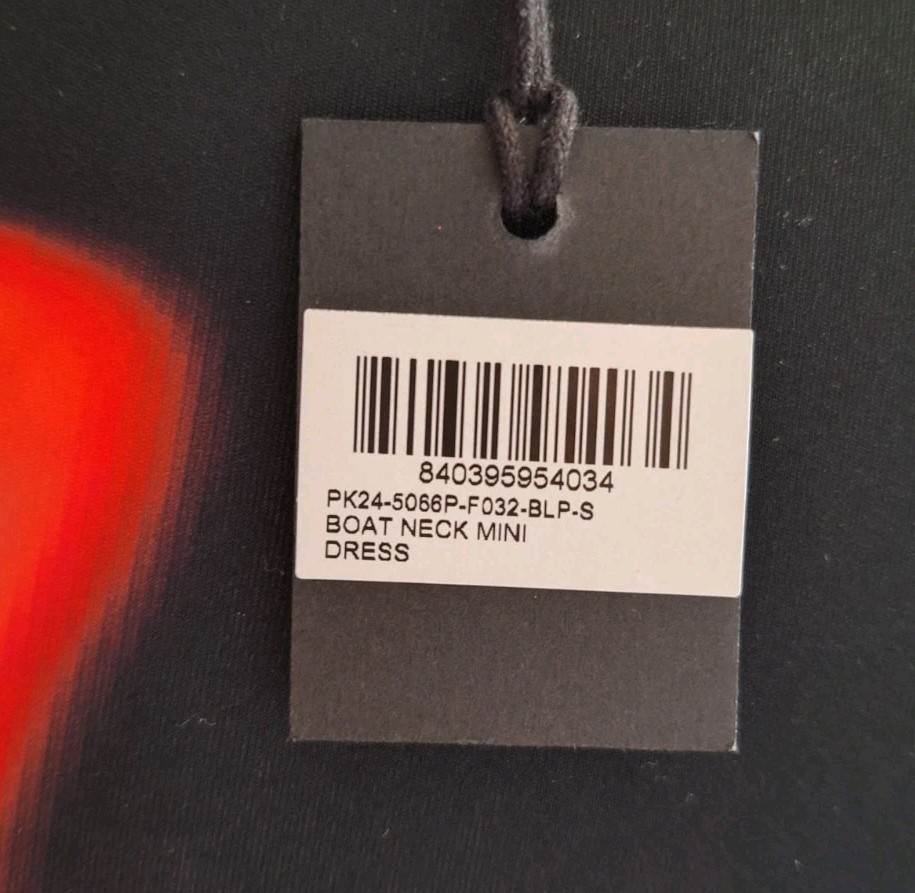 840395954034
PK24-5066P-F032-BLP-S
BOAT NECK MINI
DRESS